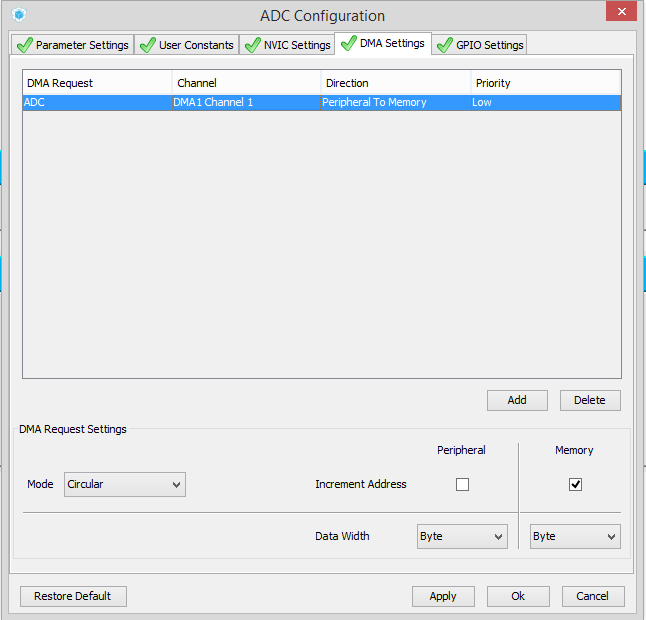 ADC Configuration
Parameter Settings User Constants NVIC Settings DMA Settings GPIO Settings
DMA Request Channel Direction Priority
ADC DMA1 Channel 1 Peripheral To Memory Low
Add Delete
DMA Request Settings
Peripheral Memory
Mode Circular Increment Address
Data Width Byte Byte
Restore Default Apply Ok Cancel